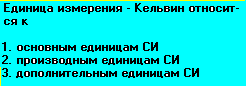 Единица измерения - Кельвин относит-
ся к
1. основным единицам СИ
2. производным единицам СИ
3. дополнительным единицам СИ